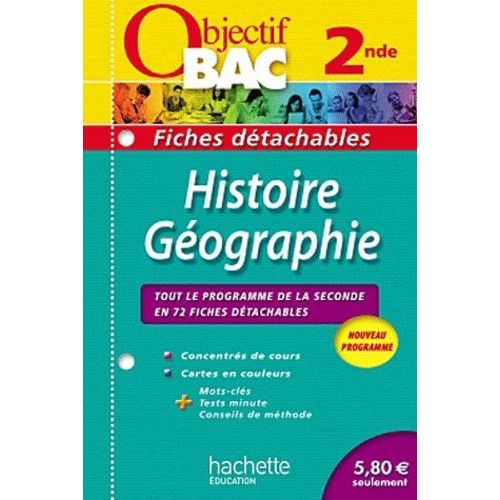 Objectif
BAC
2nde
Fiches détachables
Histoire
Géographie
TOUT LE PROGRAMME DE LA SECONDE
EN 72 FICHES DÉTACHABLES
NOUVEAU
PROGRAMME
Concentrés de cours
Cartes en couleurs
Mots-clés
+ Tests minute
Conseils de méthode
hachette
ÉDUCATION
5,80 €
seulement